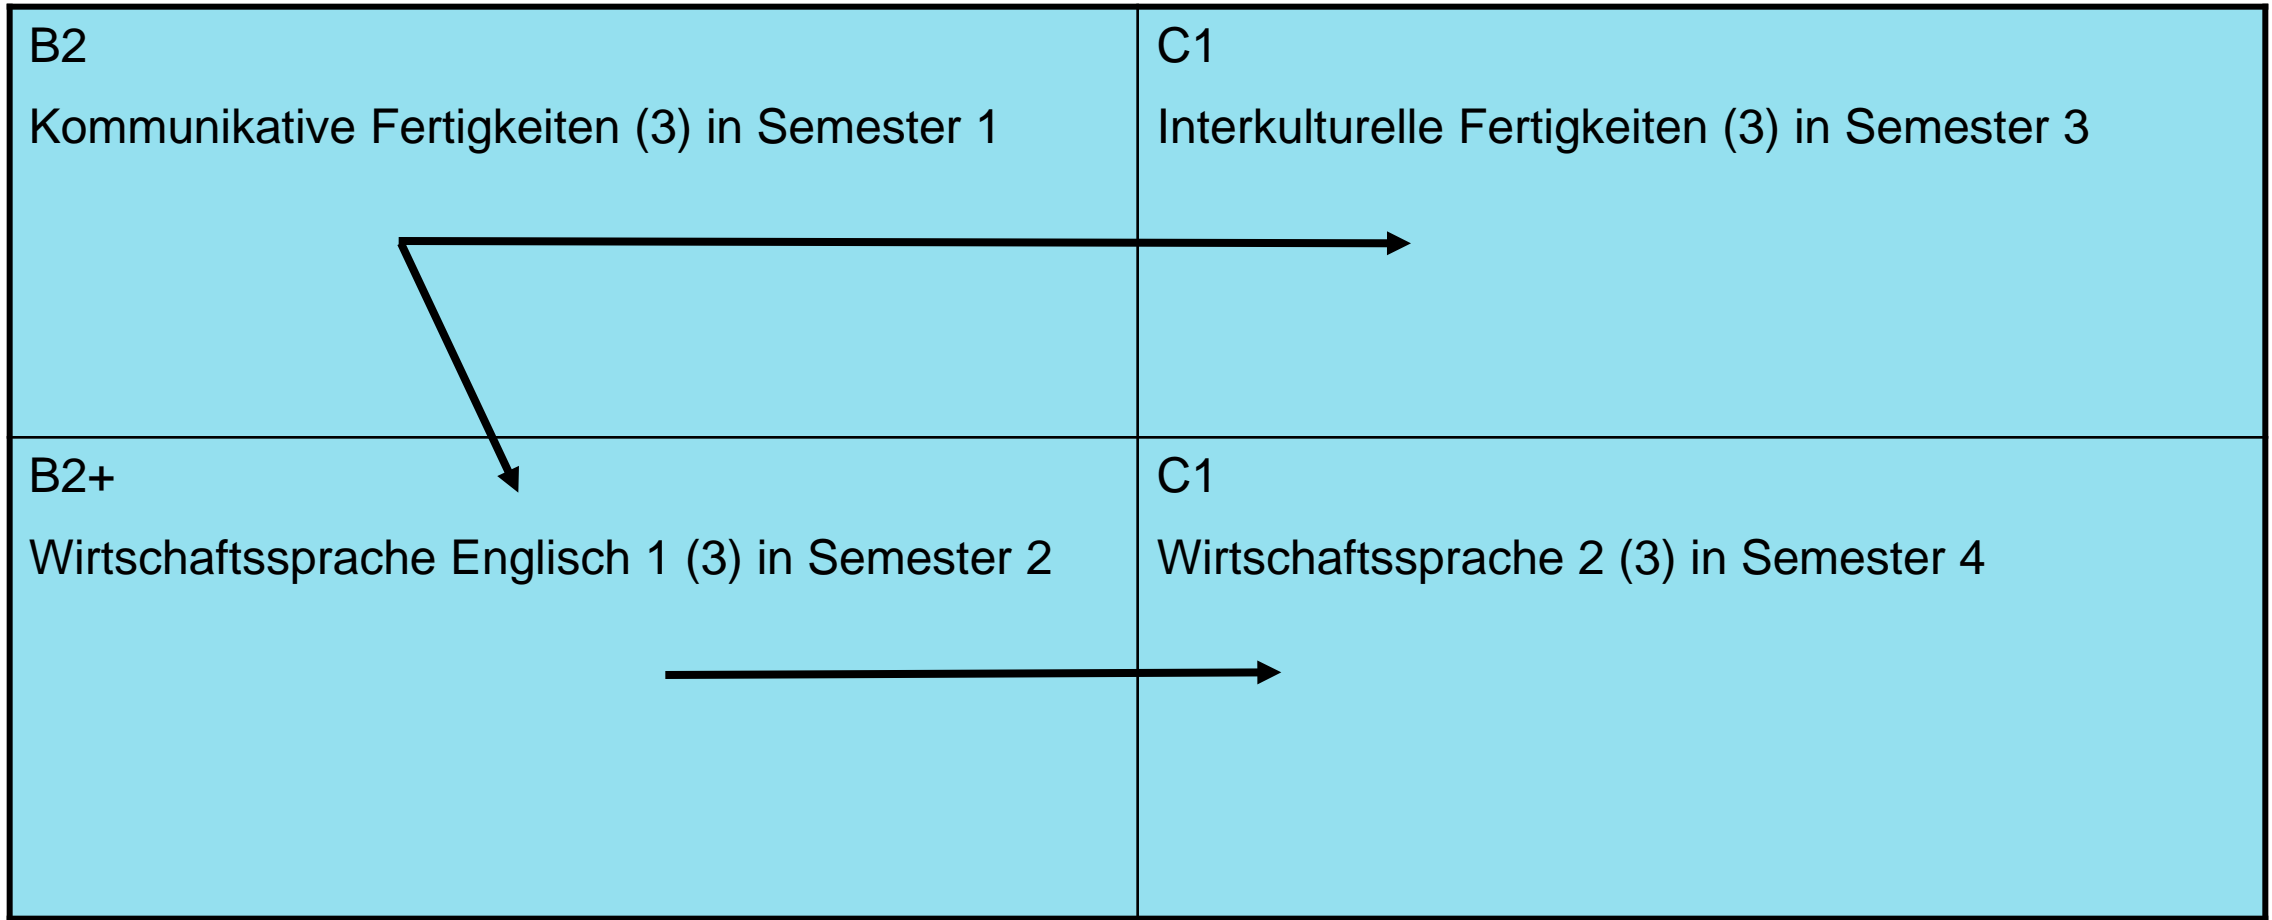 B2
Kommunikative Fertigkeiten (3) in Semester 1
C1
Interkulturelle Fertigkeiten (3) in Semester 3
B2+
Wirtschaftssprache Englisch 1 (3) in Semester 2
C1
Wirtschaftssprache 2 (3) in Semester 4